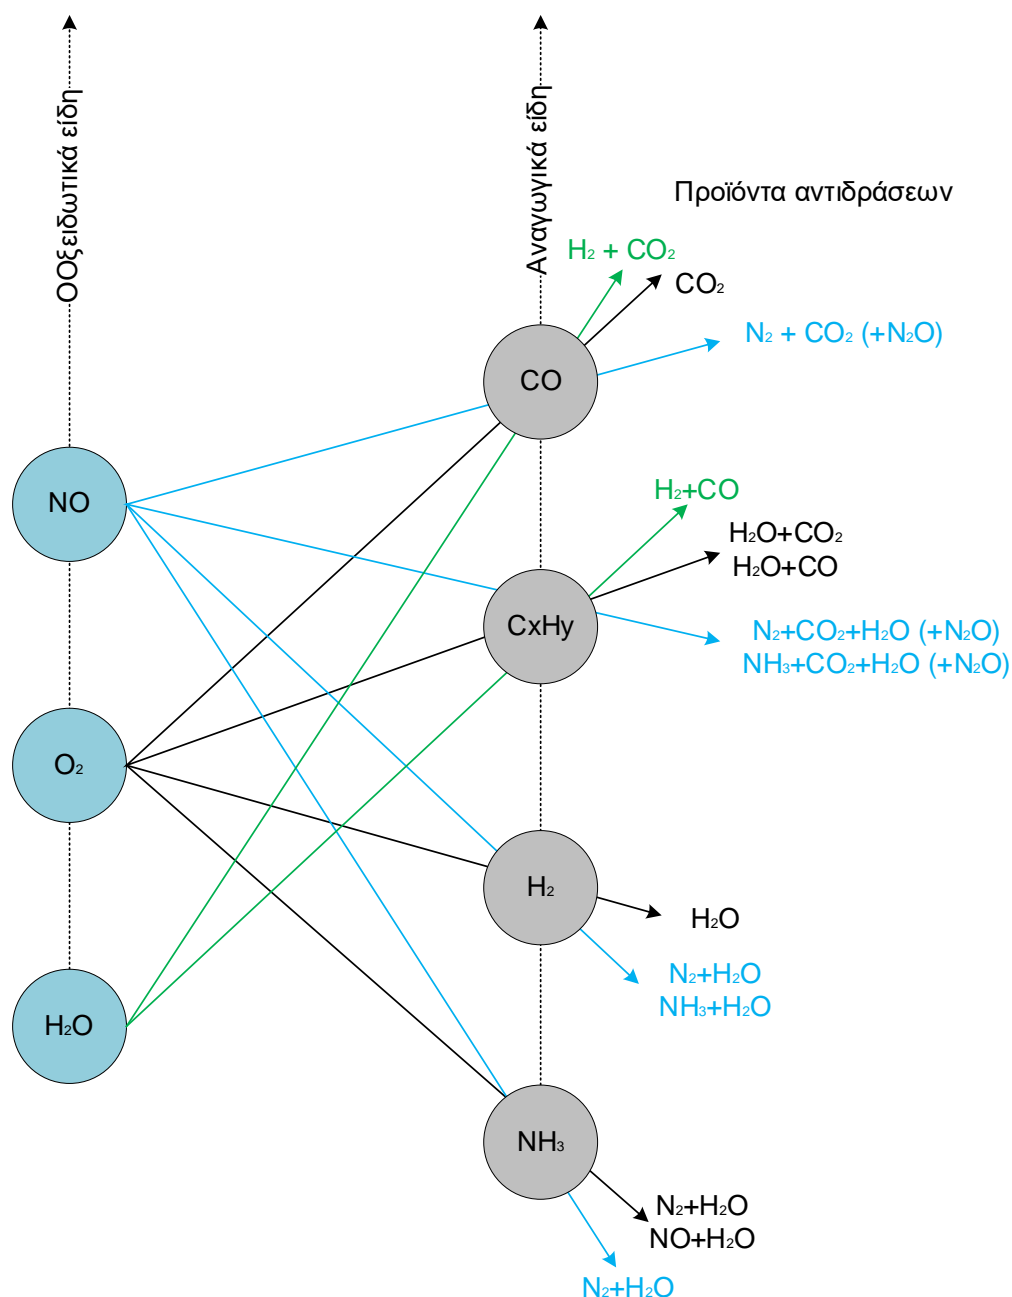 ΟΟξειδωτικά είδη
Αναγωγικά είδη
Προϊόντα αντιδράσεων
H₂ + CO₂
CO₂
N₂ + CO₂ (+N₂O)
CO
NO
H₂+CO
H₂O+CO₂
H₂O+CO
CxHy
N₂+CO₂+H₂O (+N₂O)
NH₃+CO₂+H₂O (+N₂O)
O₂
H₂
H₂O
N₂+H₂O
NH₃+H₂O
H₂O
NH₃
N₂+H₂O
NO+H₂O
N₂+H₂O